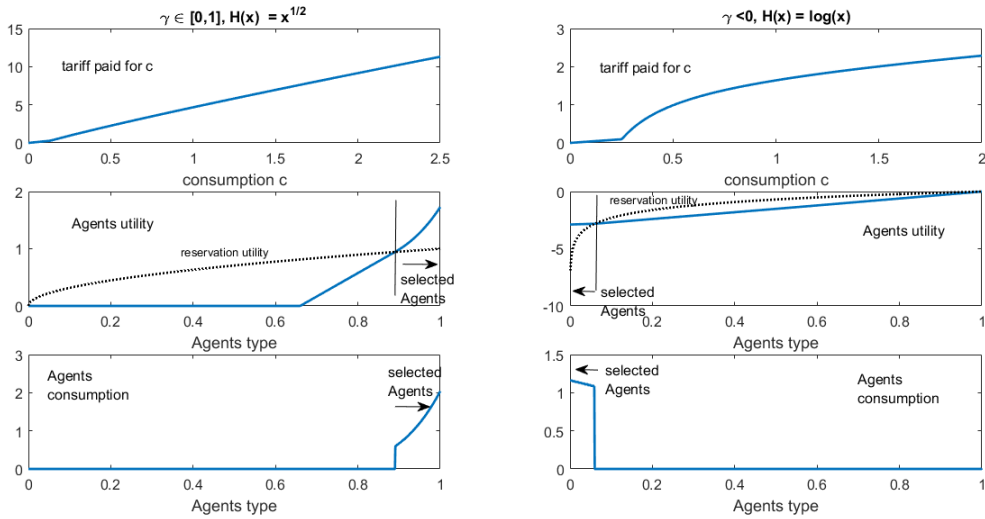 γ ∈ [0,1], H(x) = x^1/2
15
10
5
0
tariff paid for c
0 0.5 1 1.5 2 2.5
consumption c
2
1
0
Agents utility
reservation utility
selected
Agents
0 0.2 0.4 0.6 0.8 1
Agents type
3
2
1
0
Agents
consumption
selected
Agents
0 0.2 0.4 0.6 0.8 1
Agents type
γ <0, H(x) = log(x)
3
2
1
0
tariff paid for c
0 0.5 1 1.5 2
consumption c
0
-5
-10
reservation utility
Agents utility
selected
Agents
0 0.2 0.4 0.6 0.8 1
Agents type
1.5
1
0.5
0
selected
Agents
Agents
consumption
0 0.2 0.4 0.6 0.8 1
Agents type